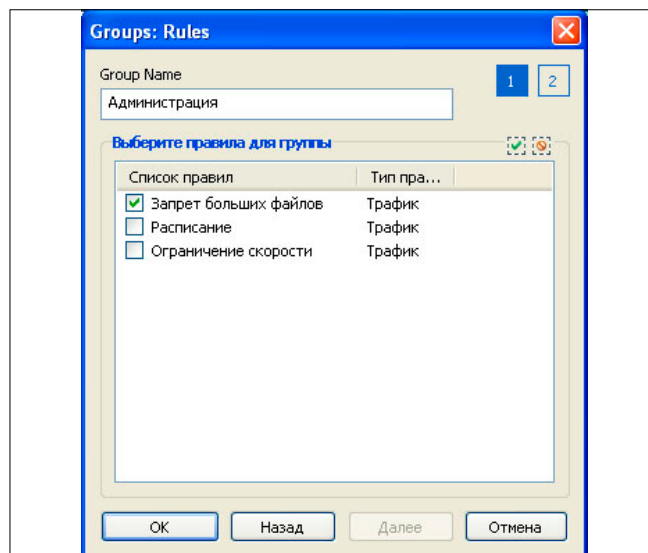 Groups: Rules
Group Name
1 2
Администрация
Выберите правила для группы
Список правил Тип пра...
Запрет больших файлов Трафик
Расписание Трафик
Ограничение скорости Трафик
OK Назад Далее Отмена